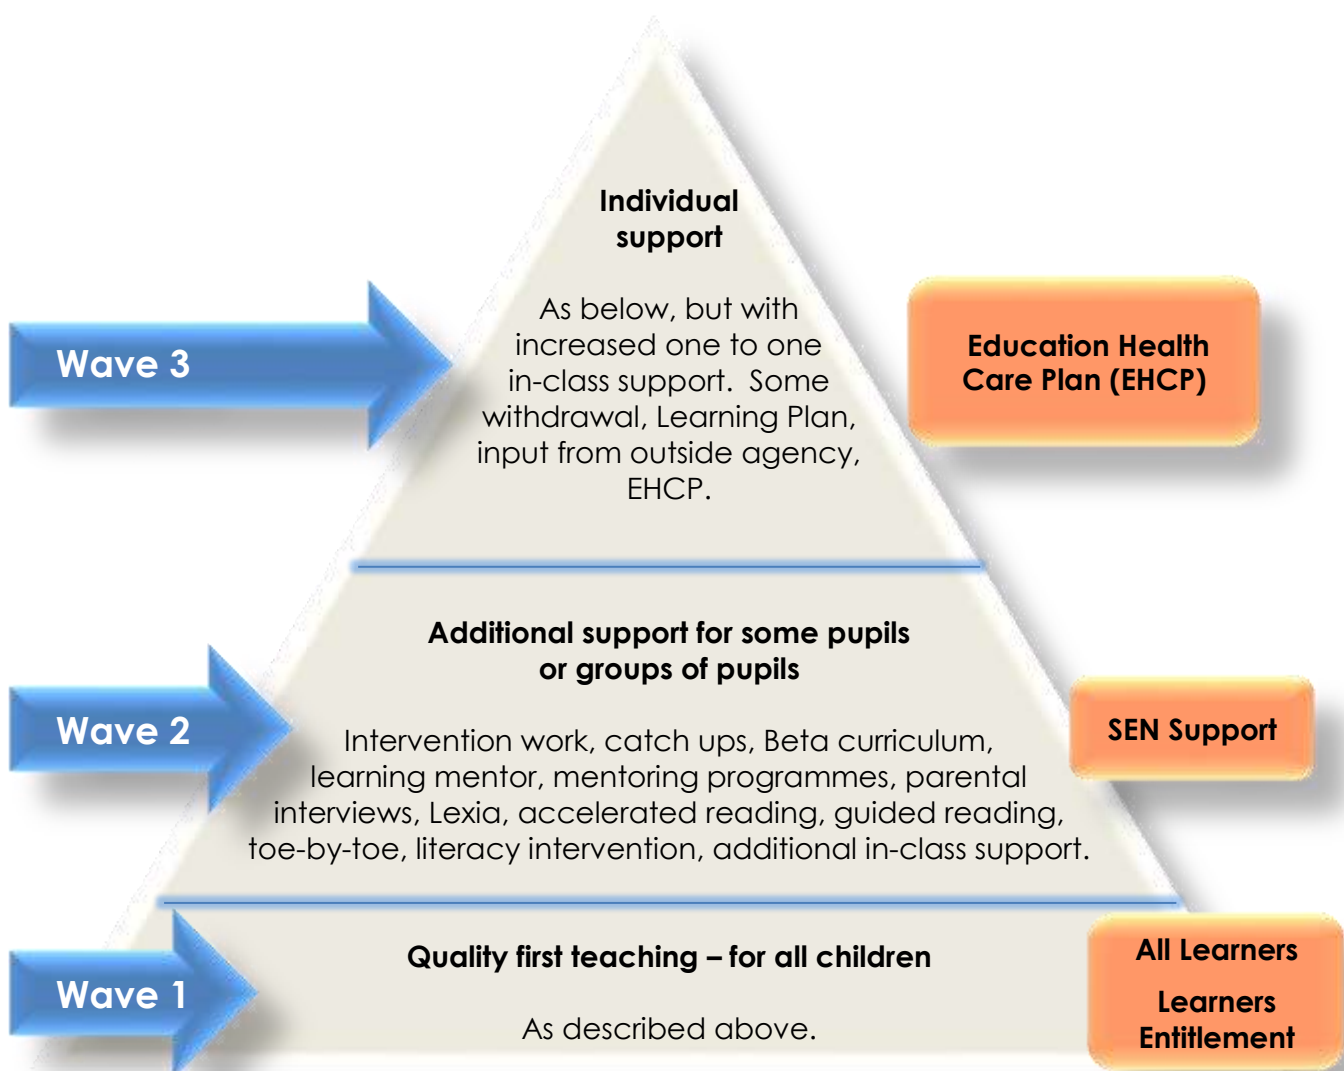 Individual
support
As below, but with
increased one to one
in-class support.  Some
withdrawal, Learning Plan,
input from outside agency,
EHCP.
Wave 3
Education Health
Care Plan (EHCP)
Additional support for some pupils
or groups of pupils
Intervention work, catch ups, Beta curriculum,
learning mentor, mentoring programmes, parental
interviews, Lexia, accelerated reading, guided reading,
toe-by-toe, literacy intervention, additional in-class support.
Wave 2
SEN Support
Quality first teaching – for all children
As described above.
Wave 1
All Learners
Learners
Entitlement